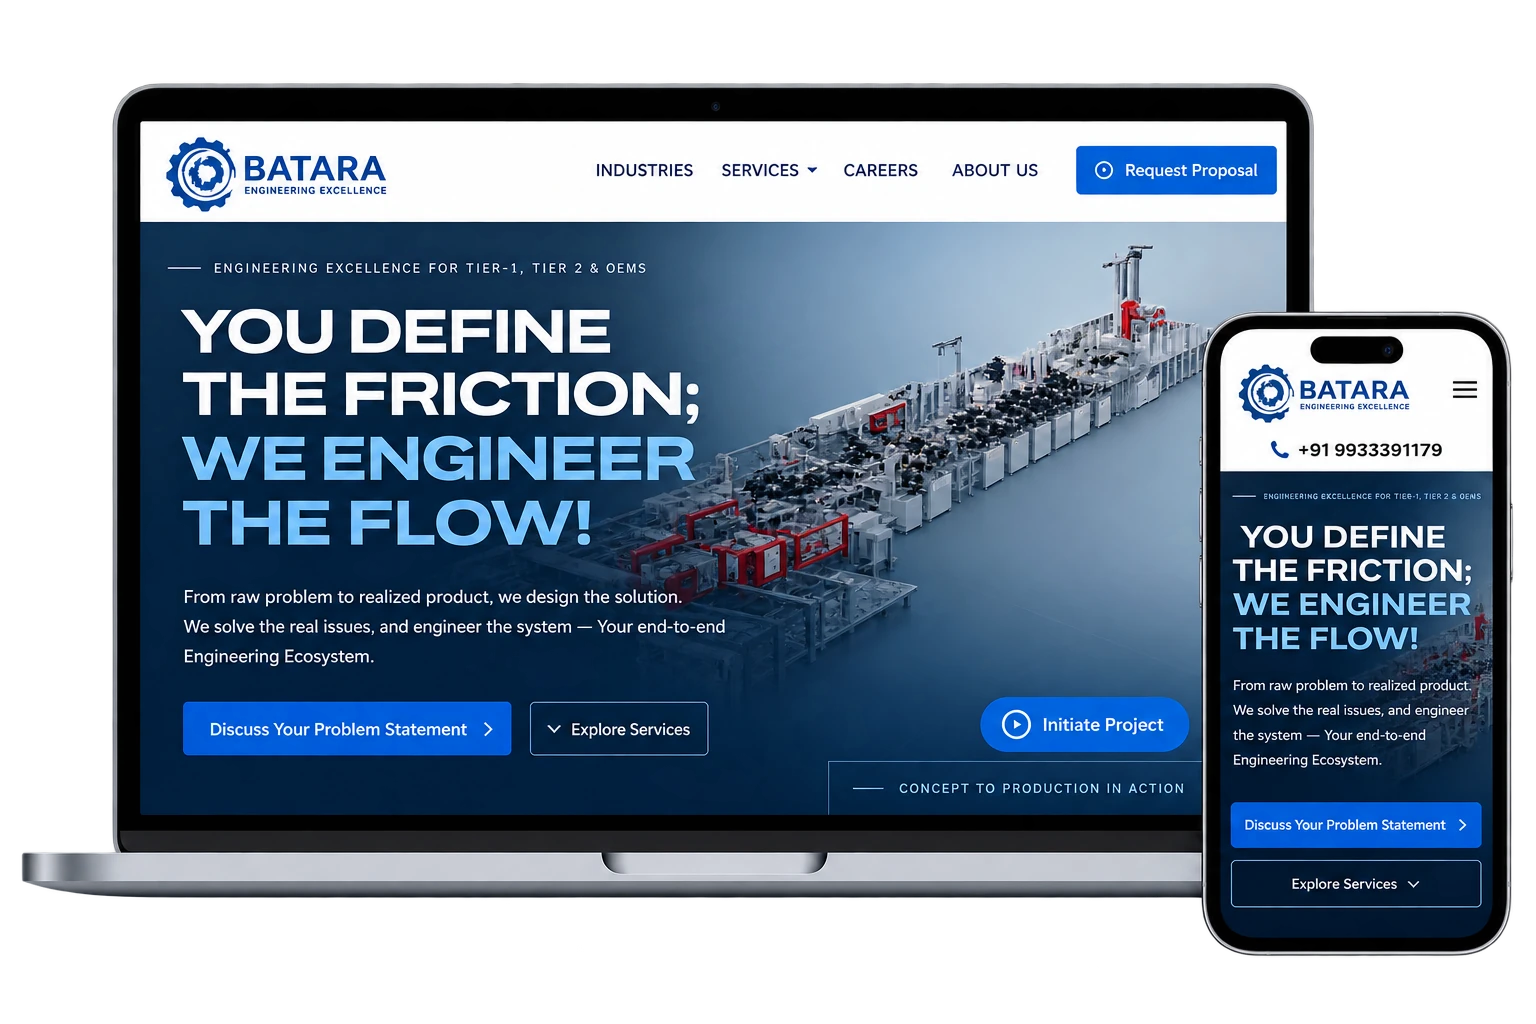 BATARA
ENGINEERING EXCELLENCE
INDUSTRIES SERVICES CAREERS ABOUT US Request Proposal
ENGINEERING EXCELLENCE FOR TIER-1, TIER 2 & OEMS
YOU DEFINE
THE FRICTION;
WE ENGINEER
THE FLOW!
From raw problem to realized product, we design the solution.
We solve the real issues, and engineer the system — Your end-to-end
Engineering Ecosystem.
Discuss Your Problem Statement Explore Services
Initiate Project
CONCEPT TO PRODUCTION IN ACTION
BATARA
ENGINEERING EXCELLENCE
+91 9933391179
ENGINEERING EXCELLENCE FOR TIER-1, TIER 2 & OEMS
YOU DEFINE
THE FRICTION;
WE ENGINEER
THE FLOW!
From raw problem to realized product.
We solve the real issues, and engineer
the system — Your end-to-end
Engineering Ecosystem.
Discuss Your Problem Statement
Explore Services